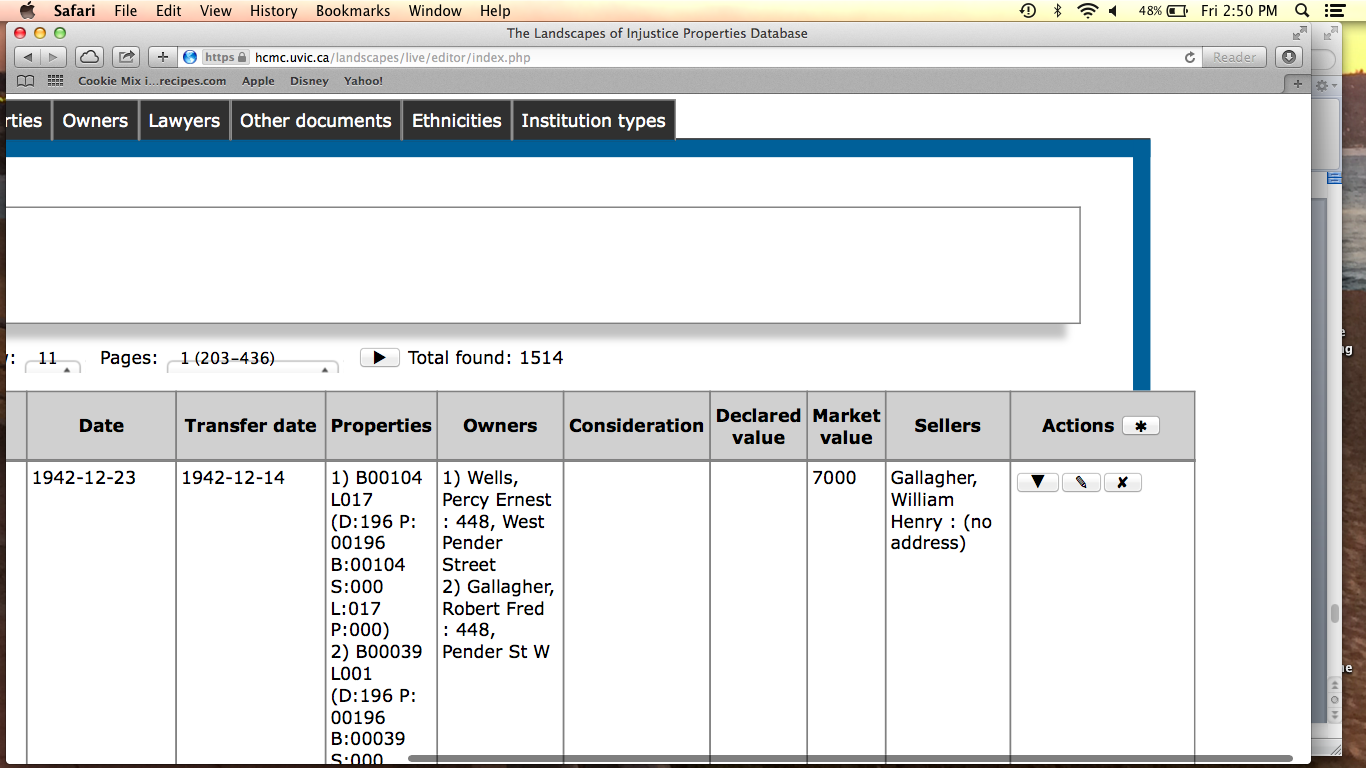 Safari File Edit View History Bookmarks Window Help 48% Fri 2:50 PM
The Landscapes of Injustice Properties Database
https hcmc.uvic.ca/landscapes/live/editor/index.php Reader
Cookie Mix i...recipes.com Apple Disney Yahoo!
rties Owners Lawyers Other documents Ethnicities Institution types
: 11 Pages: 1 (203-436) ▶ Total found: 1514
Date Transfer date Properties Owners Consideration Declared value Market value Sellers Actions ✱
1942-12-23
1942-12-14
1) B00104
L017
(D:196 P:
00196
B:00104
S:000
L:017
P:000)
2) B00039
L001
(D:196 P:
00196
B:00039
S:000
1) Wells,
Percy Ernest
: 448, West
Pender
Street
2) Gallagher,
Robert Fred
: 448,
Pender St W
7000
Gallagher,
William
Henry : (no
address)
▼ ✎ ✘